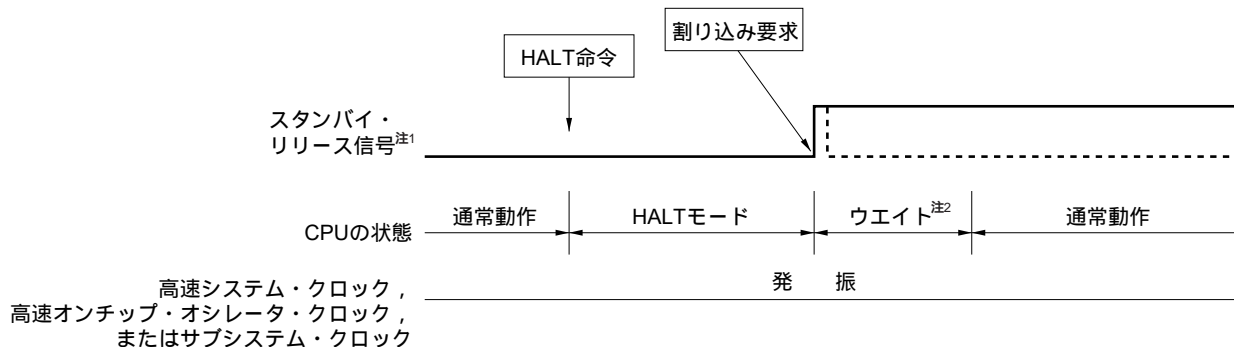 割り込み要求
HALT命令
スタンバイ・
リリース信号注1
CPUの状態
通常動作
HALTモード
ウエイト注2
通常動作
発　振
高速システム・クロック，
高速オンチップ・オシレータ・クロック，
またはサブシステム・クロック